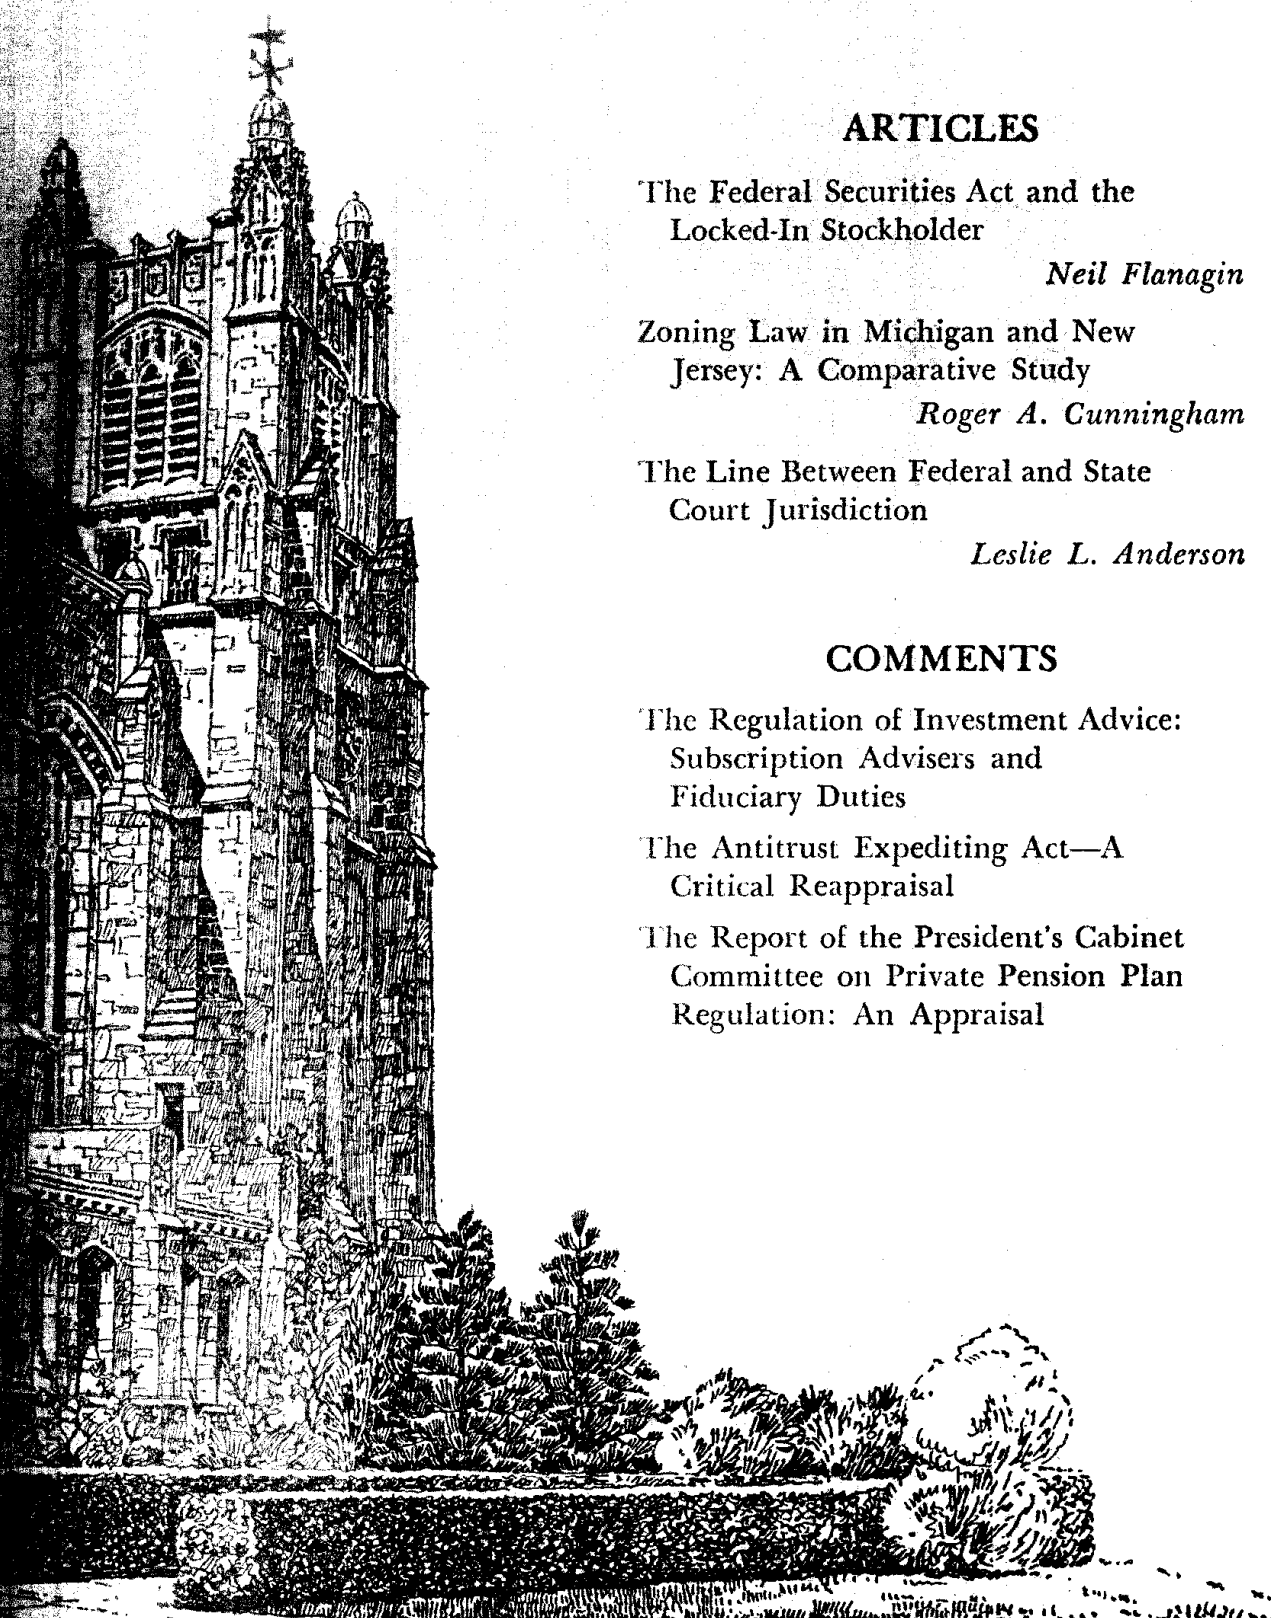 ARTICLES
The Federal Securities Act and the
Locked-In Stockholder
Neil Flanagin
Zoning Law in Michigan and New
Jersey: A Comparative Study
Roger A. Cunningham
The Line Between Federal and State
Court Jurisdiction
Leslie L. Anderson
COMMENTS
The Regulation of Investment Advice:
Subscription Advisers and
Fiduciary Duties
The Antitrust Expediting Act—A
Critical Reappraisal
The Report of the President's Cabinet
Committee on Private Pension Plan
Regulation: An Appraisal